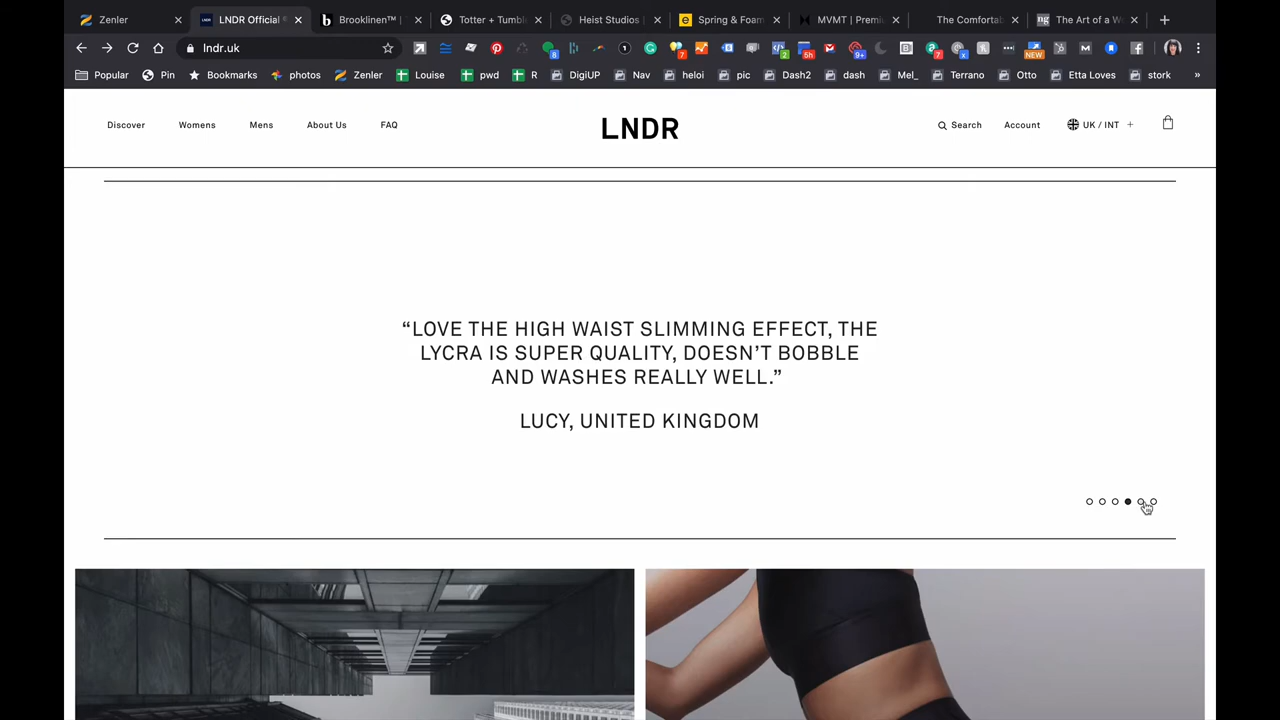 Zenler
LNDR Official
Brooklinen™ |
Totter + Tumble
Heist Studios |
Spring & Foam
MVMT | Premi
The Comfortab
The Art of a W
lndr.uk
Popular Pin Bookmarks photos Zenler Louise pwd R DigiUP Nav heloi pic Dash2 dash Mel_ Terrano Otto Etta Loves stork »
Discover Womens Mens About Us FAQ
LNDR
Search Account UK / INT +
“LOVE THE HIGH WAIST SLIMMING EFFECT, THE
LYCRA IS SUPER QUALITY, DOESN’T BOBBLE
AND WASHES REALLY WELL.”
LUCY, UNITED KINGDOM